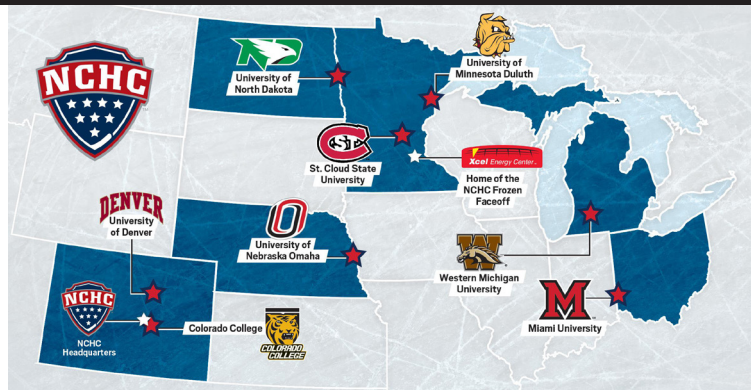 NCHC
ND
University of
North Dakota
University of
Minnesota Duluth
STC
St. Cloud State
University
Xcel Energy Center
Home of the
NCHC Frozen
Faceoff
DENVER
University
of Denver
O
University of
Nebraska Omaha
W
Western Michigan
University
M
Miami University
NCHC
NCHC
Headquarters
Colorado College
COLORADO
COLLEGE